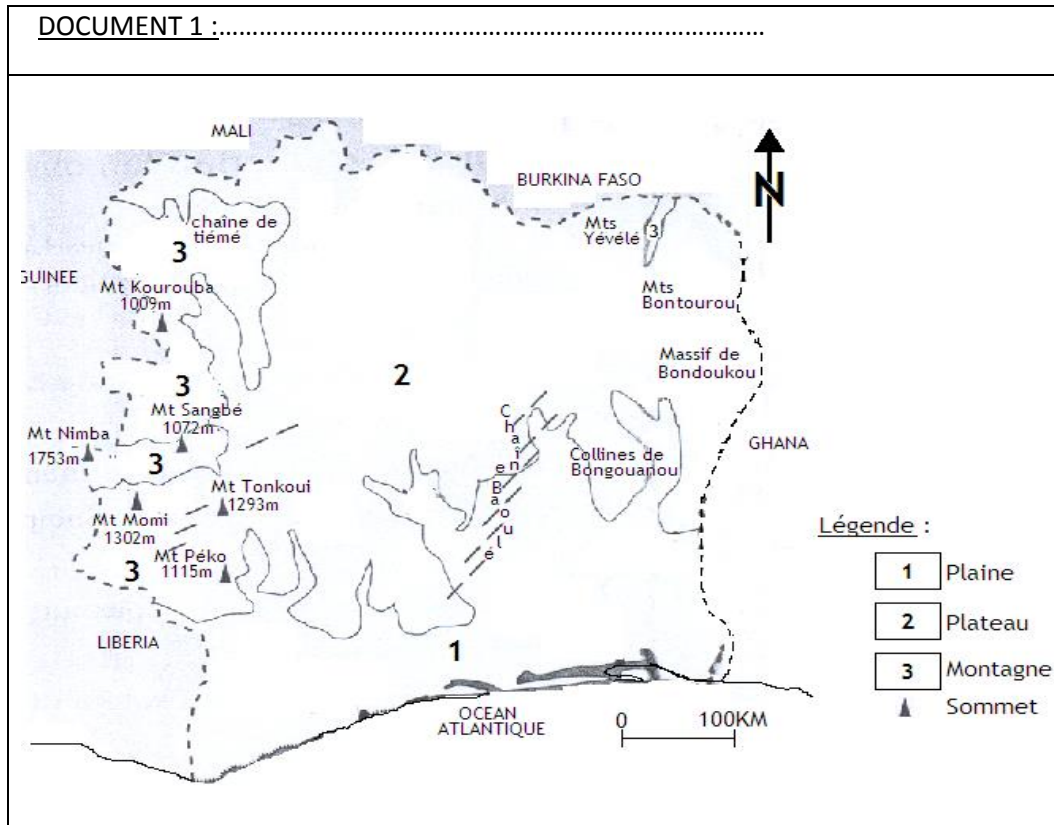 DOCUMENT 1 :……………………………………………………………………
MALI
BURKINA FASO
N
chaîne de
tiémé
Mts
Yévélé
3
3
GUINEE
Mt Kourouba
1009m
Mts
Bontourou
Massif de
Bondoukou
2
3
Mt Sangbé
1072m
Mt Nimba
1753m
3
Chaîne Baoulé
Collines de
Bongouanou
GHANA
Mt Tonkoui
1293m
Mt Momi
1302m
Mt Péko
1115m
3
LIBERIA
1
OCEAN
ATLANTIQUE
0 100KM
Légende :
1 Plaine
2 Plateau
3 Montagne
Sommet